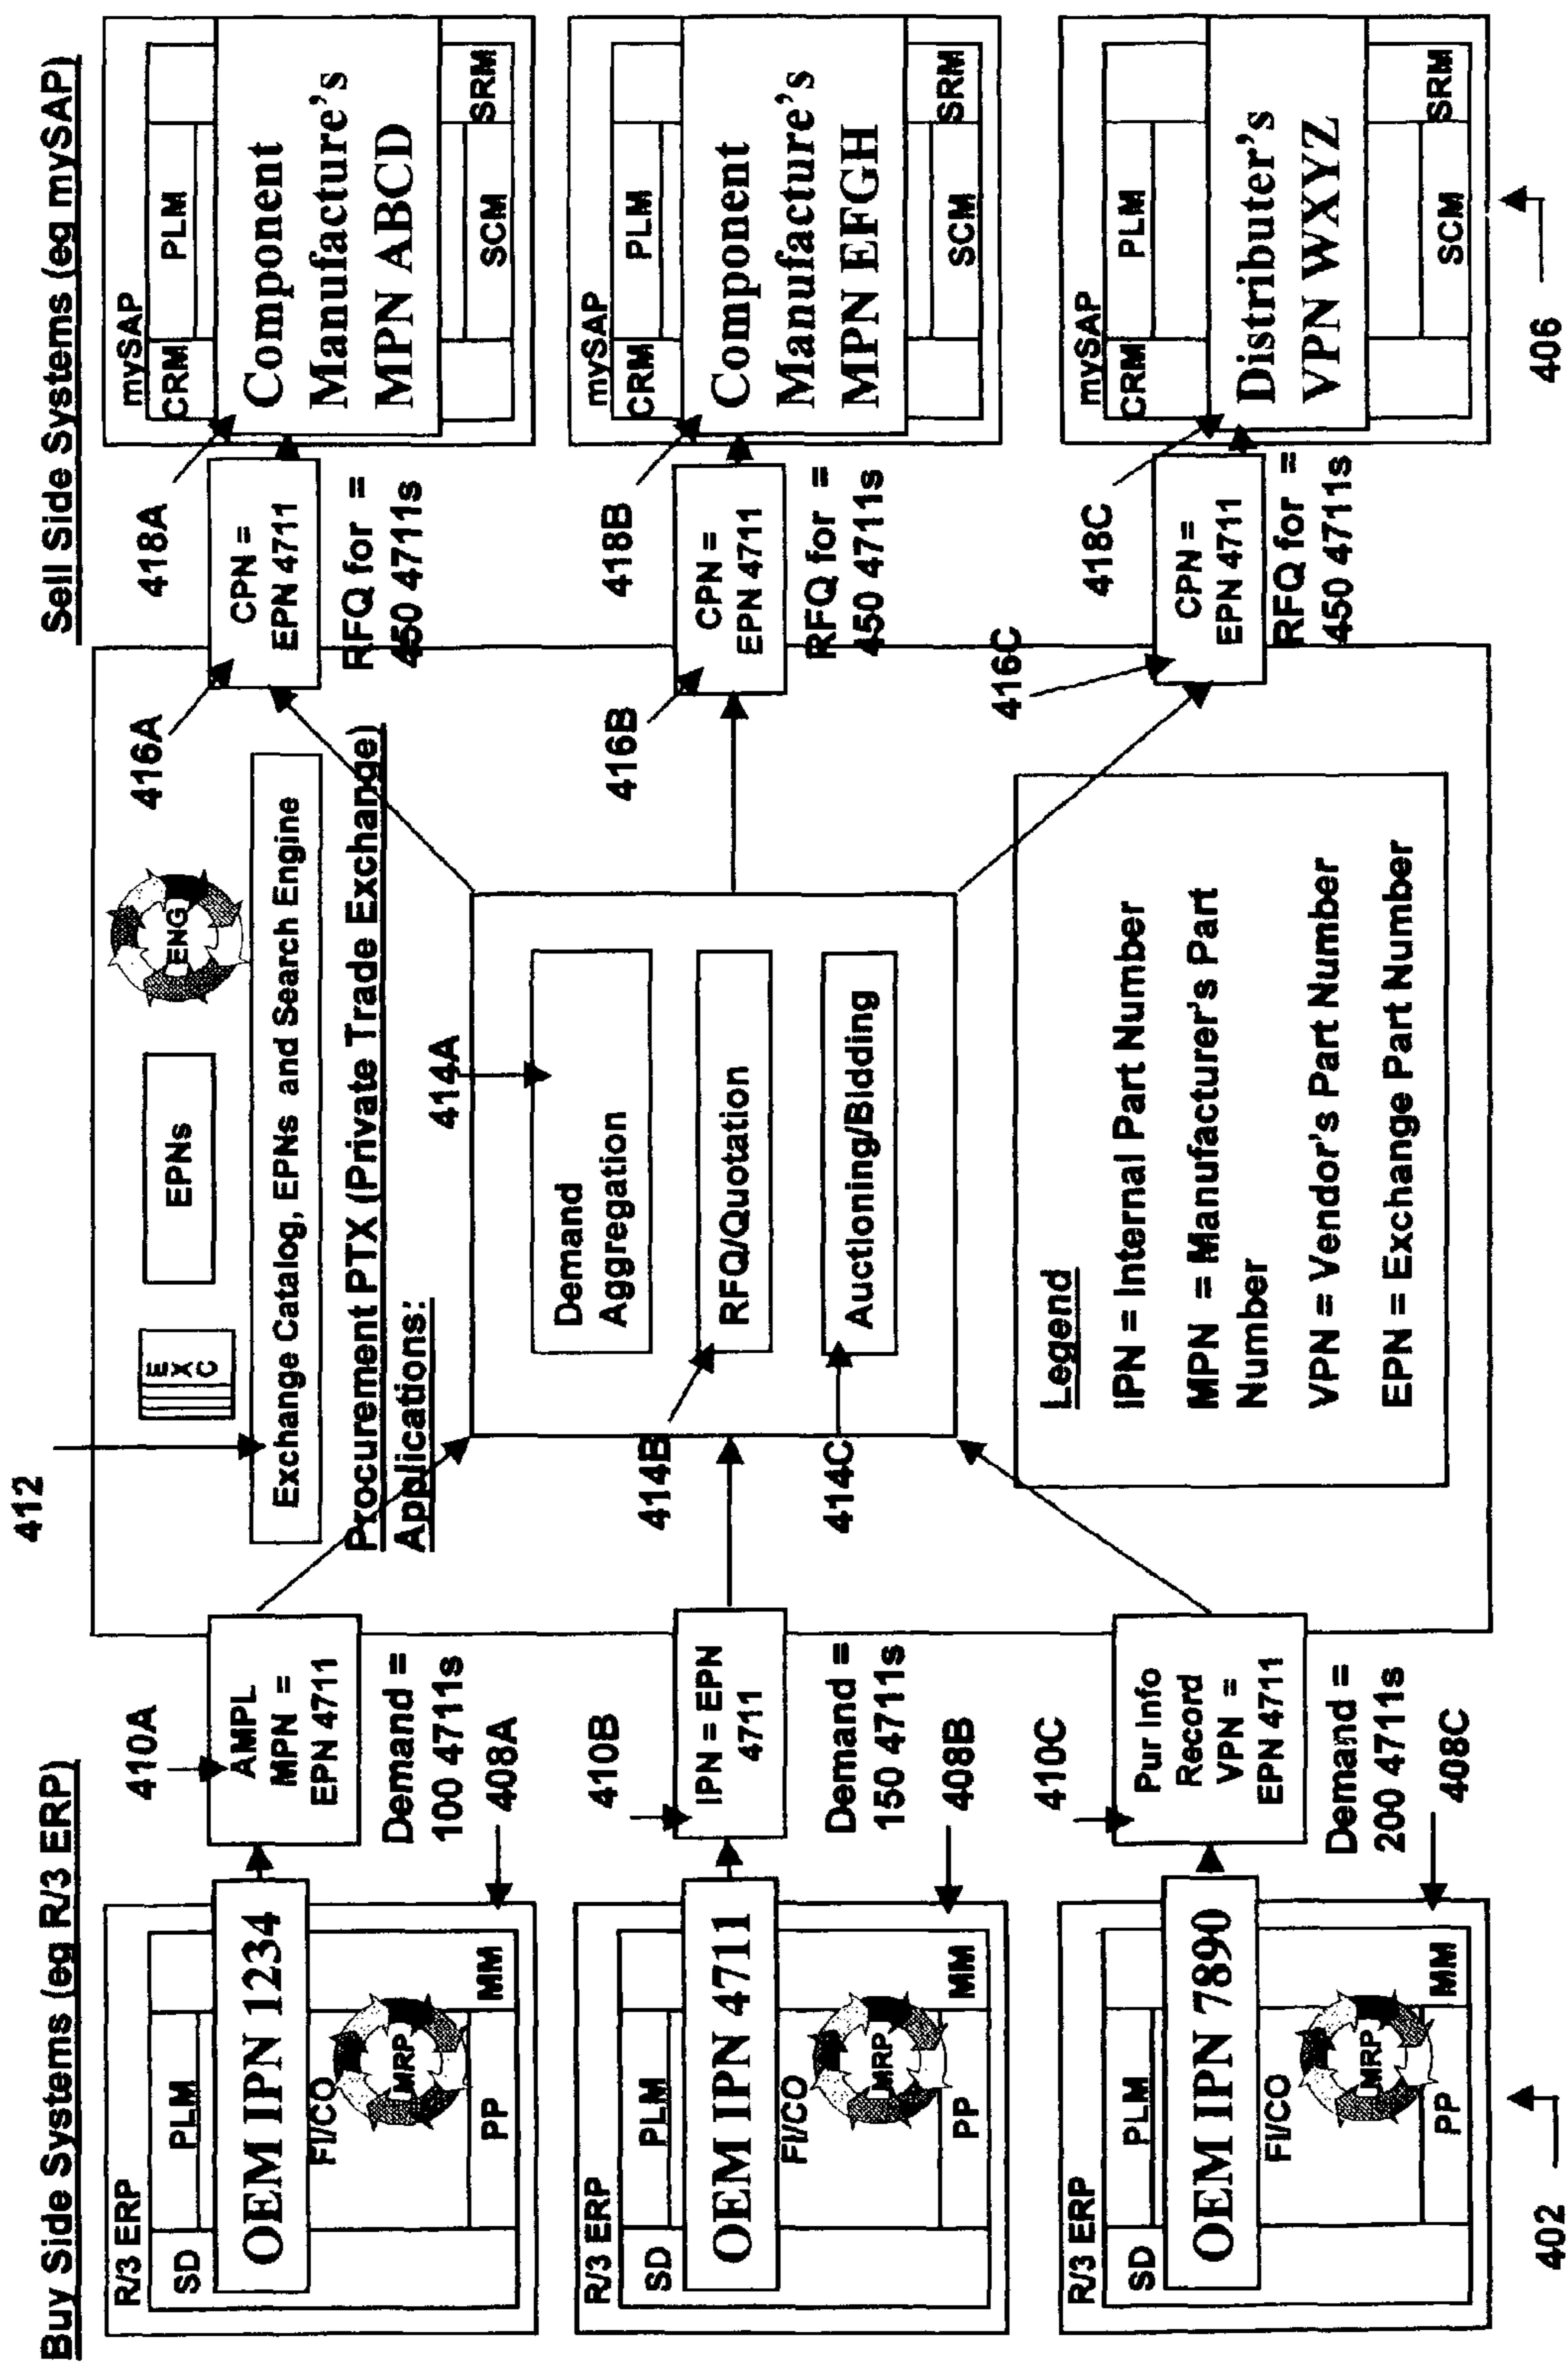 Buy Side Systems (eg R/3 ERP)
R/3 ERP
SD
PLM
OEM IPN 1234
FI/CO
MRP
PP
MM
410A
AMPL
MPN =
EPN 4711
Demand =
100 4711s
408A
R/3 ERP
SD
PLM
OEM IPN 4711
FI/CO
MRP
PP
MM
410B
IPN = EPN
4711
Demand =
150 4711s
408B
R/3 ERP
SD
PLM
OEM IPN 7890
FI/CO
MRP
PP
MM
410C
Pur Info
Record
VPN =
EPN 4711
Demand =
200 4711s
408C
402
412
EXC
EPNs
ENG
Exchange Catalog, EPNs and Search Engine
Procurement PTX (Private Trade Exchange)
Applications:
414A
Demand
Aggregation
414B
RFQ/Quotation
414C
Auctioning/Bidding
Legend
IPN = Internal Part Number
MPN = Manufacturer's Part
Number
VPN = Vendor's Part Number
EPN = Exchange Part Number
Sell Side Systems (eg mySAP)
416A
CPN =
EPN 4711
RFQ for =
450 4711s
418A
mySAP
CRM
PLM
Component
Manufacture's
MPN ABCD
SCM
SRM
416B
CPN =
EPN 4711
RFQ for =
450 4711s
418B
mySAP
CRM
PLM
Component
Manufacture's
MPN EFGH
SCM
SRM
416C
CPN =
EPN 4711
RFQ for =
450 4711s
418C
mySAP
CRM
PLM
Distributer's
VPN WXYZ
SCM
SRM
406